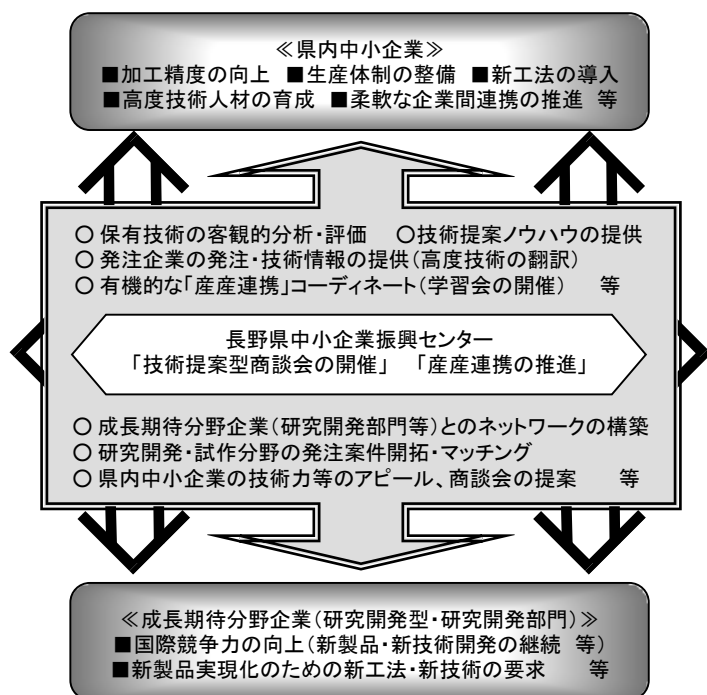 ≪県内中小企業≫
■加工精度の向上 ■生産体制の整備 ■新工法の導入
■高度技術人材の育成 ■柔軟な企業間連携の推進 等
○ 保有技術の客観的分析・評価 ○技術提案ノウハウの提供
○ 発注企業の発注・技術情報の提供(高度技術の翻訳)
○ 有機的な「産産連携」コーディネート(学習会の開催) 等
長野県中小企業振興センター
「技術提案型商談会の開催」 「産産連携の推進」
○ 成長期待分野企業(研究開発部門等)とのネットワークの構築
○ 研究開発・試作分野の発注案件開拓・マッチング
○ 県内中小企業の技術力等のアピール、商談会の提案 等
≪成長期待分野企業(研究開発型・研究開発部門)≫
■国際競争力の向上(新製品・新技術開発の継続 等)
■新製品実現化のための新工法・新技術の要求 等